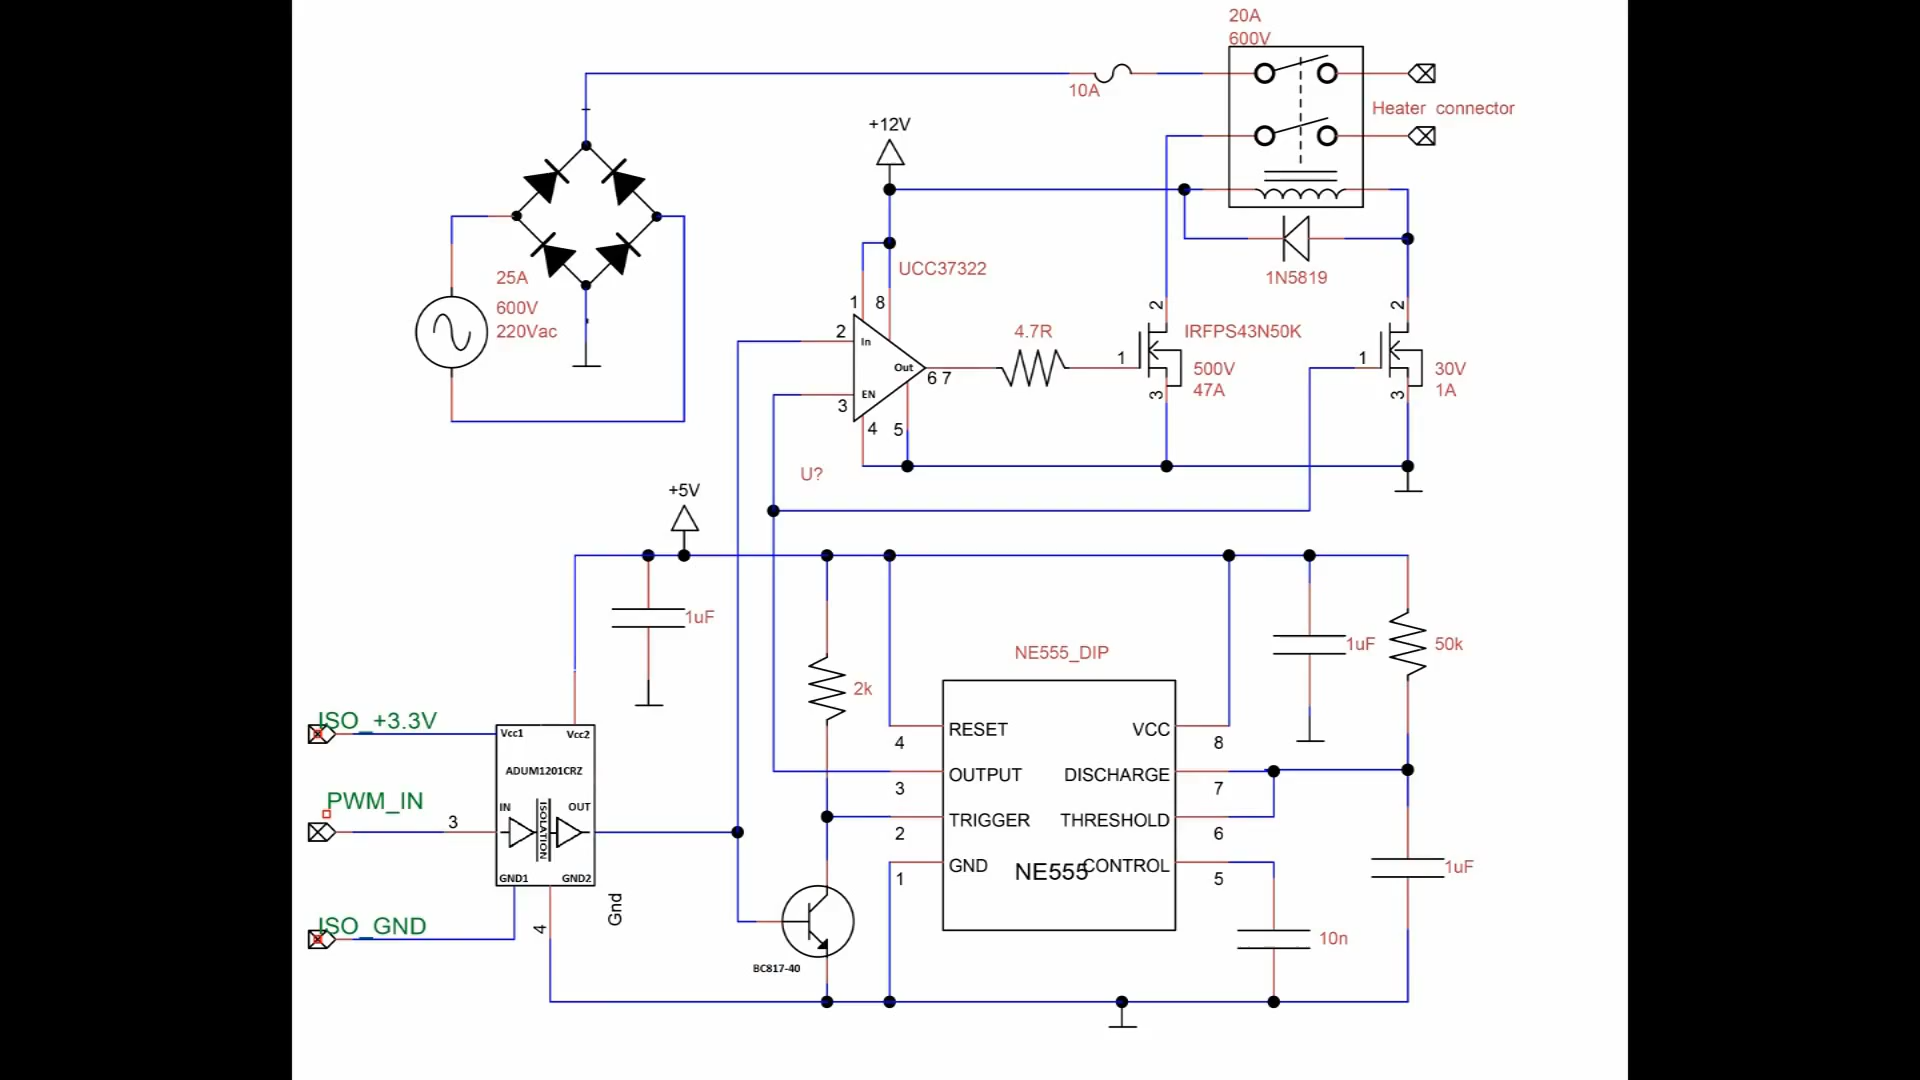 20A
600V
10A
Heater connector
+12V
UCC37322
25A
600V
220Vac
1N5819
1 8
2
In
Out
6 7
EN
3
4 5
4.7R
1
2
3
IRFPS43N50K
500V
47A
1
2
3
30V
1A
U?
+5V
1uF
2k
NE555_DIP
1uF
50k
ISO_+3.3V
Vcc1
Vcc2
ADUM1201CRZ
PWM_IN
3
IN
OUT
ISOLATION
GND1
GND2
ISO_GND
4
Gnd
BC817-40
RESET
4
OUTPUT
3
TRIGGER
2
GND
1
NE555
VCC
8
DISCHARGE
7
THRESHOLD
6
CONTROL
5
1uF
10n